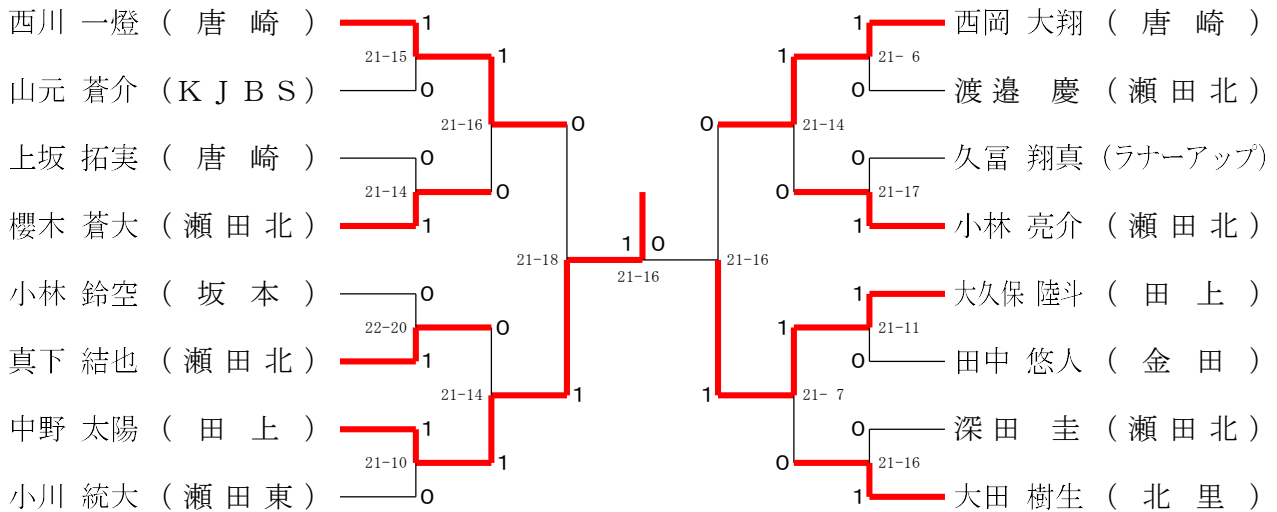 西川 一燈 ( 唐 崎 ) 1 1 西岡 大翔 ( 唐 崎 )
21-15 1 1 21- 6
山元 蒼介 (ＫＪＢＳ) 0 0 渡邉 慶 (瀬田北)
21-16 0 0 21-14
上坂 拓実 ( 唐 崎 ) 0 0 久冨 翔真 (ラナーアップ)
21-14 0 0 21-17
櫻木 蒼大 (瀬田北) 1 1 小林 亮介 (瀬田北)
1 0
21-18 21-16 21-16
小林 鈴空 ( 坂 本 ) 0 1 大久保 陸斗 ( 田 上 )
22-20 0 1 21-11
真下 結也 (瀬田北) 1 0 田中 悠人 ( 金 田 )
21-14 1 1 21- 7
中野 太陽 ( 田 上 ) 1 0 深田 圭 (瀬田北)
21-10 1 0 21-16
小川 統大 (瀬田東) 0 1 大田 樹生 ( 北 里 )